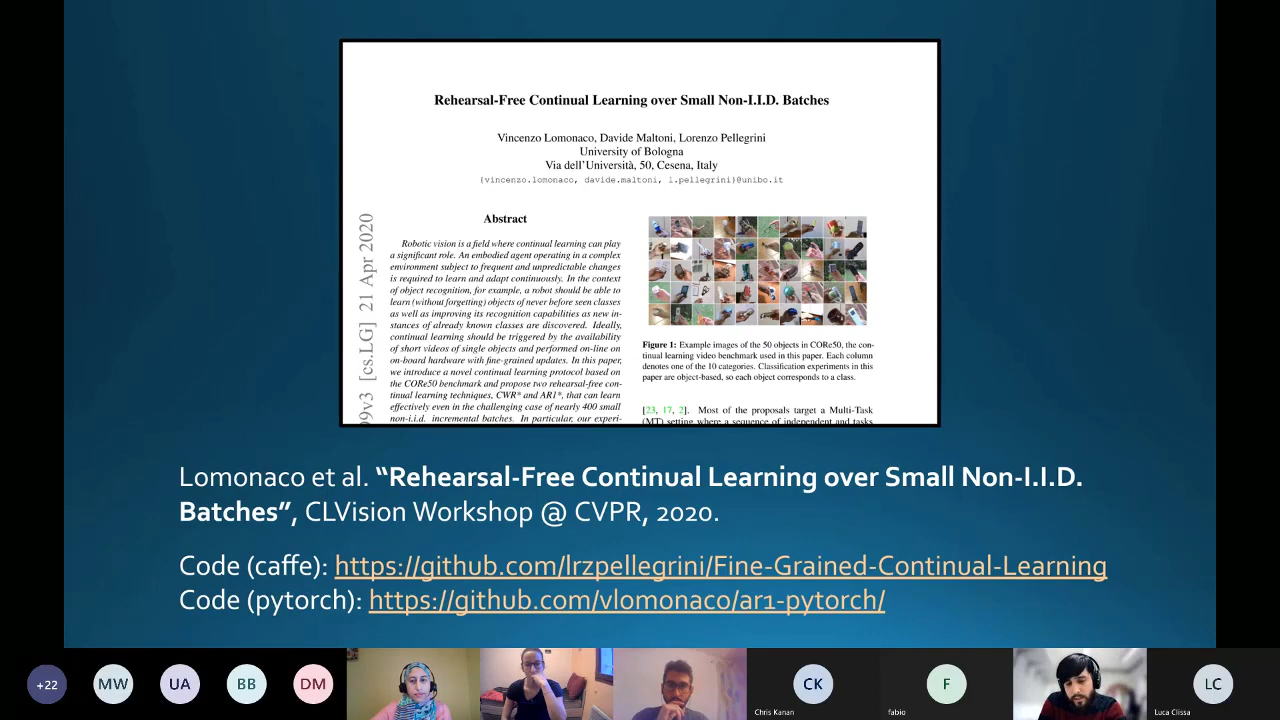 Rehearsal-Free Continual Learning over Small Non-I.I.D. Batches
Vincenzo Lomonaco, Davide Maltoni, Lorenzo Pellegrini
University of Bologna
Via dell'Università, 50, Cesena, Italy
{vincenzo.lomonaco, davide.maltoni, l.pellegrini}@unibo.it
9v3 [cs.LG] 21 Apr 2020
Abstract
Robotic vision is a field where continual learning can play
a significant role. An embodied agent operating in a complex
environment subject to frequent and unpredictable changes
is required to learn and adapt continuously. In the context
of object recognition, for example, a robot should be able to
learn (without forgetting) objects of never before seen classes
as well as improving its recognition capabilities as new in-
stances of already known classes are discovered. Ideally,
continual learning should be triggered by the availability
of short videos of single objects and performed on-line on
on-board hardware with fine-grained updates. In this paper,
we introduce a novel continual learning protocol based on
the CORe50 benchmark and propose two rehearsal-free con-
tinual learning techniques, CWR* and AR1*, that can learn
effectively even in the challenging case of nearly 400 small
non-i.i.d. incremental batches. In particular, our experi-
Figure 1: Example images of the 50 objects in CORe50, the con-
tinual learning video benchmark used in this paper. Each column
denotes one of the 10 categories. Classification experiments in this
paper are object-based, so each object corresponds to a class.
[23, 17, 2]. Most of the proposals target a Multi-Task
(MT) setting where a sequence of independent and tasks
Lomonaco et al. “Rehearsal-Free Continual Learning over Small Non-I.I.D.
Batches”, CLVision Workshop @ CVPR, 2020.
Code (caffe): https://github.com/lrzpellegrini/Fine-Grained-Continual-Learning
Code (pytorch): https://github.com/vlomonaco/ar1-pytorch/
+22 MW UA BB DM CK F LC
Chris Kanan fabio Luca Clissa